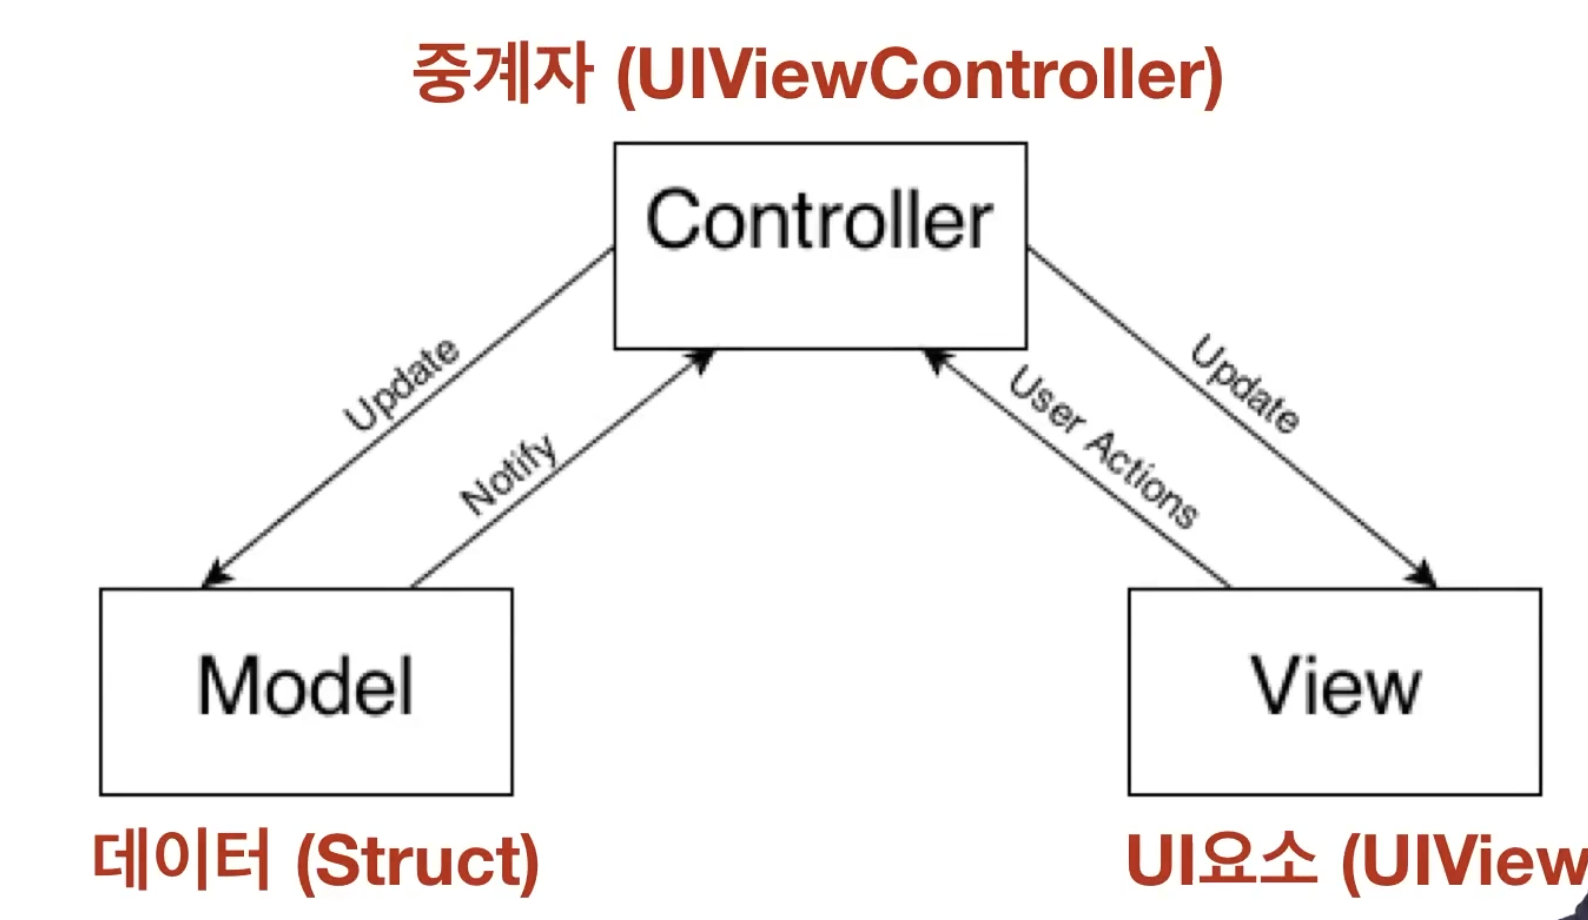 중계자 (UIViewController)
Controller
Update
Notify
User Actions
Update
Model
View
데이터 (Struct)
UI요소 (UIView